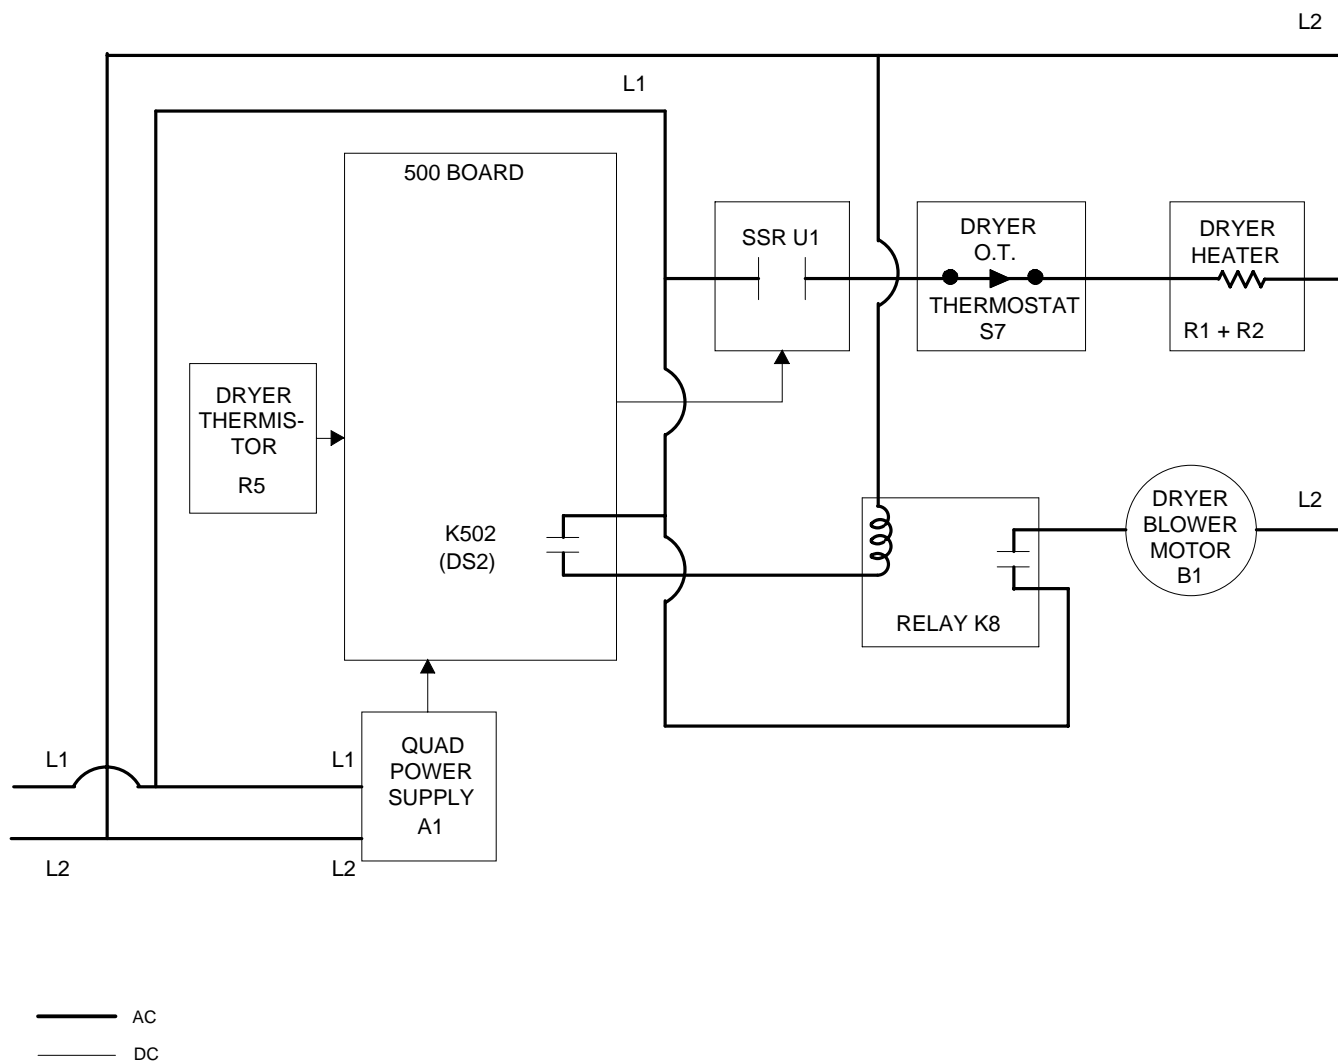 L2
L1
500 BOARD
SSR U1
DRYER
O.T.
THERMOSTAT
S7
DRYER
HEATER
R1 + R2
DRYER
THERMIS-
TOR
R5
K502
(DS2)
RELAY K8
DRYER
BLOWER
MOTOR
B1
L2
L1
L1
QUAD
POWER
SUPPLY
A1
L2
L2
AC
DC